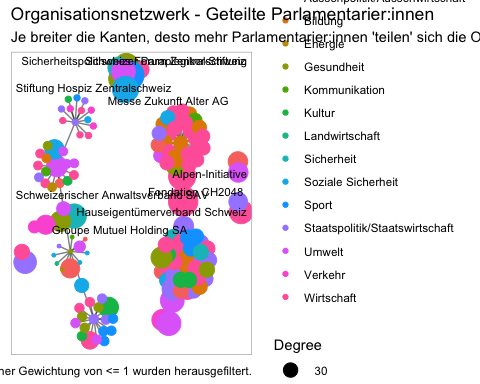 Organisationsnetzwerk - Geteilte Parlamentarier:innen
Je breiter die Kanten, desto mehr Parlamentarier:innen 'teilen' sich die O
Stiftung Hospiz Zentralschweiz
Messe Zukunft Alter AG
Alpen-Initiative
Fondation CH2048
Schweizerischer Anwaltsverband SAV
Hauseigentümerverband Schweiz
Groupe Mutuel Holding SA
ner Gewichtung von <= 1 wurden herausgefiltert.
Aussenpolitik/Aussenwirtschaft
Bildung
Energie
Gesundheit
Kommunikation
Kultur
Landwirtschaft
Sicherheit
Soziale Sicherheit
Sport
Staatspolitik/Staatswirtschaft
Umwelt
Verkehr
Wirtschaft
Degree
30